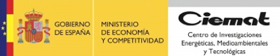 GOBIERNO
DE ESPAÑA
MINISTERIO
DE ECONOMÍA
Y COMPETITIVIDAD
Ciemat
Centro de Investigaciones
Energéticas, Medioambientales
y Tecnológicas